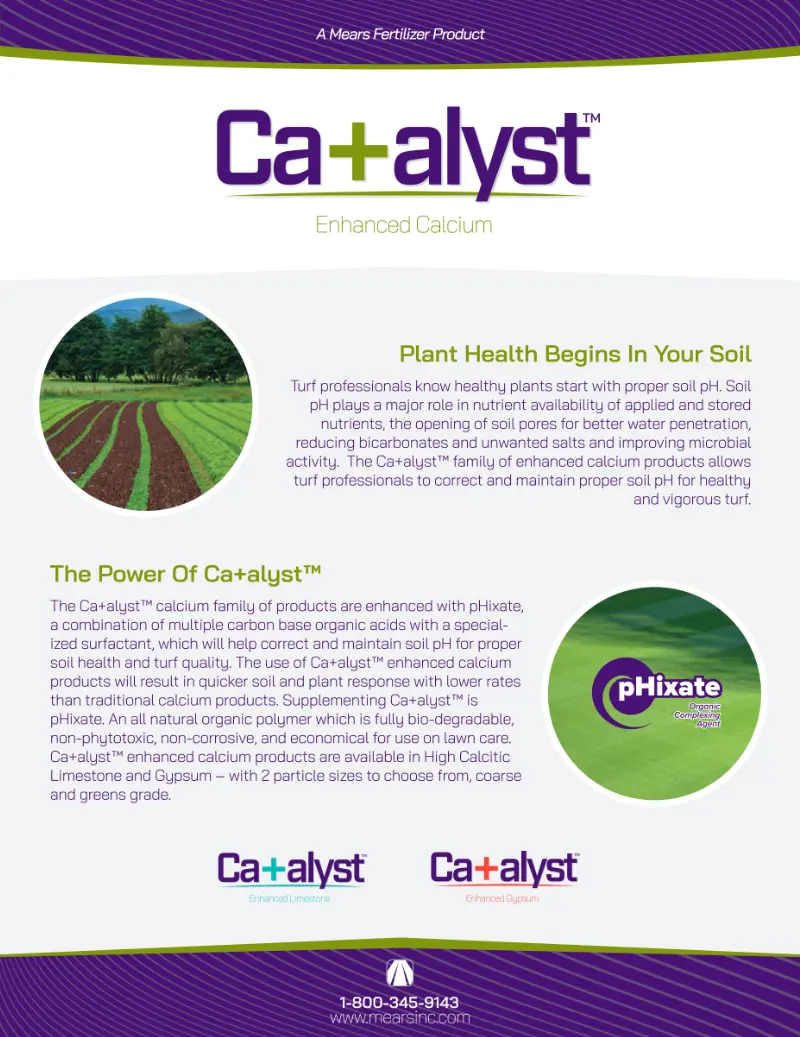 A Mears Fertilizer Product
Ca+alyst™
Enhanced Calcium
Plant Health Begins In Your Soil
Turf professionals know healthy plants start with proper soil pH. Soil
pH plays a major role in nutrient availability of applied and stored
nutrients, the opening of soil pores for better water penetration,
reducing bicarbonates and unwanted salts and improving microbial
activity.  The Ca+alyst™ family of enhanced calcium products allows
turf professionals to correct and maintain proper soil pH for healthy
and vigorous turf.
The Power Of Ca+alyst™
The Ca+alyst™ calcium family of products are enhanced with pHixate,
a combination of multiple carbon base organic acids with a special-
ized surfactant, which will help correct and maintain soil pH for proper
soil health and turf quality. The use of Ca+alyst™ enhanced calcium
products will result in quicker soil and plant response with lower rates
than traditional calcium products. Supplementing Ca+alyst™ is
pHixate. An all natural organic polymer which is fully bio-degradable,
non-phytotoxic, non-corrosive, and economical for use on lawn care.
Ca+alyst™ enhanced calcium products are available in High Calcitic
Limestone and Gypsum – with 2 particle sizes to choose from, coarse
and greens grade.
pHixate
Organic
Complexing
Agent
Ca+alyst™
Enhanced Limestone
Ca+alyst™
Enhanced Gypsum
1-800-345-9143
www.mearsinc.com